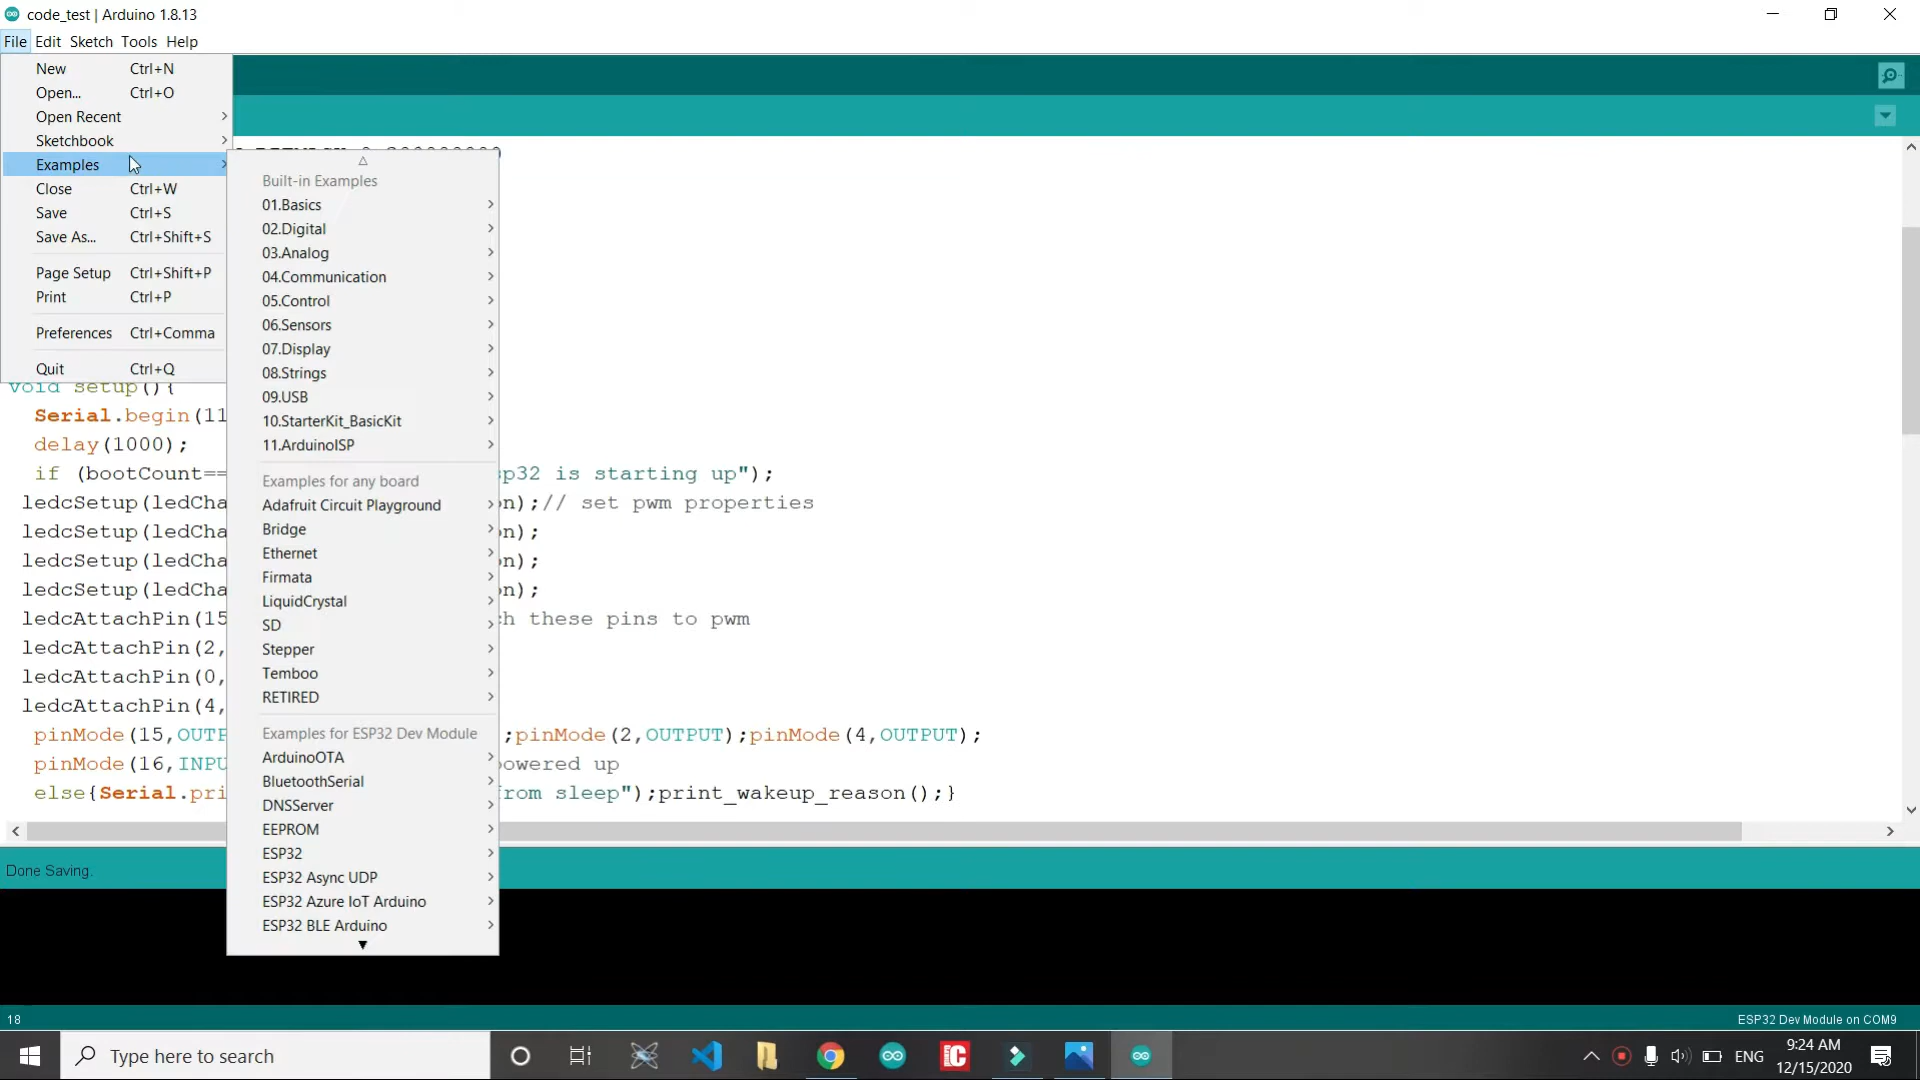 code_test | Arduino 1.8.13
File Edit Sketch Tools Help
New Ctrl+N
Open... Ctrl+O
Open Recent
Sketchbook
Examples
Close Ctrl+W
Save Ctrl+S
Save As... Ctrl+Shift+S
Page Setup Ctrl+Shift+P
Print Ctrl+P
Preferences Ctrl+Comma
Quit Ctrl+Q
Built-in Examples
01.Basics
02.Digital
03.Analog
04.Communication
05.Control
06.Sensors
07.Display
08.Strings
09.USB
10.StarterKit_BasicKit
11.ArduinoISP
Examples for any board
Adafruit Circuit Playground
Bridge
Ethernet
Firmata
LiquidCrystal
SD
Stepper
Temboo
RETIRED
Examples for ESP32 Dev Module
ArduinoOTA
BluetoothSerial
DNSServer
EEPROM
ESP32
ESP32 Async UDP
ESP32 Azure IoT Arduino
ESP32 BLE Arduino
void setup(){
Serial.begin(11
delay(1000);
if (bootCount== sp32 is starting up");
ledcSetup(ledCha on);// set pwm properties
ledcSetup(ledCha on);
ledcSetup(ledCha on);
ledcSetup(ledCha on);
ledcAttachPin(15 ch these pins to pwm
ledcAttachPin(2,
ledcAttachPin(0,
ledcAttachPin(4,
pinMode(15,OUTP ;pinMode(2,OUTPUT);pinMode(4,OUTPUT);
pinMode(16,INPU powered up
else{Serial.pri from sleep");print_wakeup_reason();}
Done Saving.
18 ESP32 Dev Module on COM9
Type here to search
ENG
9:24 AM
12/15/2020